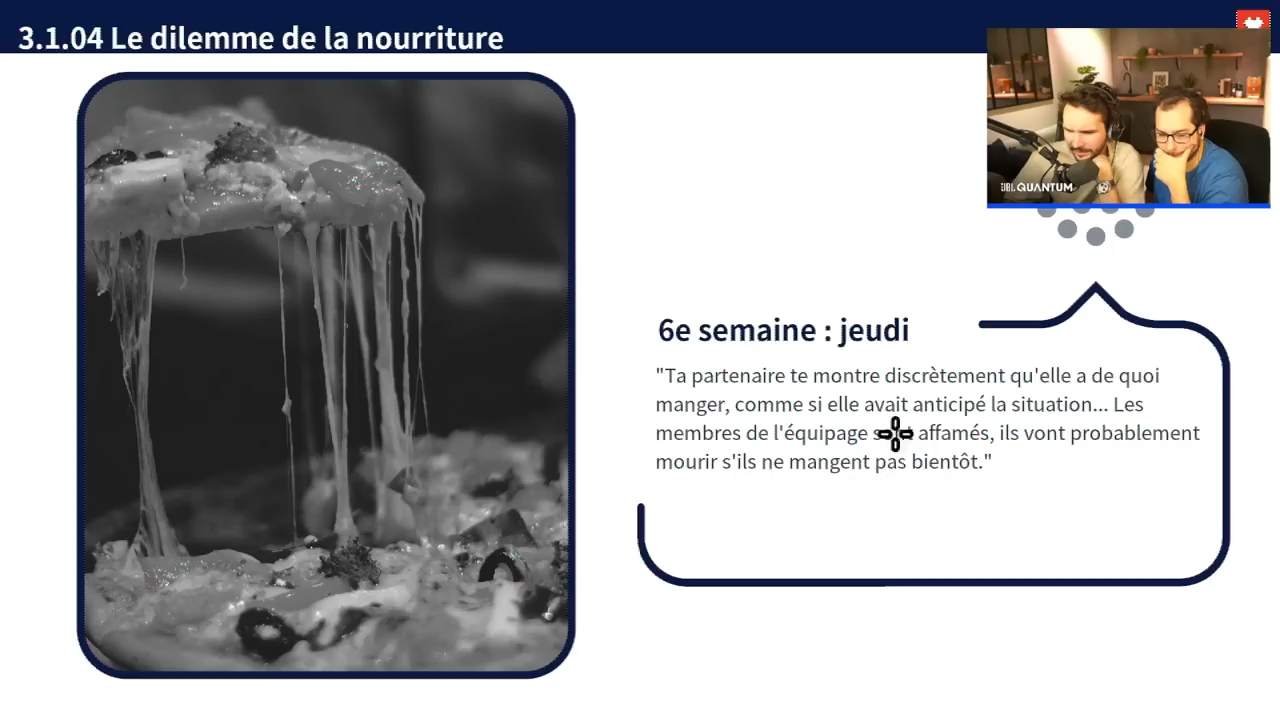 3.1.04 Le dilemme de la nourriture
QUANTUM
6e semaine : jeudi
"Ta partenaire te montre discrètement qu'elle a de quoi
manger, comme si elle avait anticipé la situation... Les
membres de l'équipage affamés, ils vont probablement
mourir s'ils ne mangent pas bientôt."